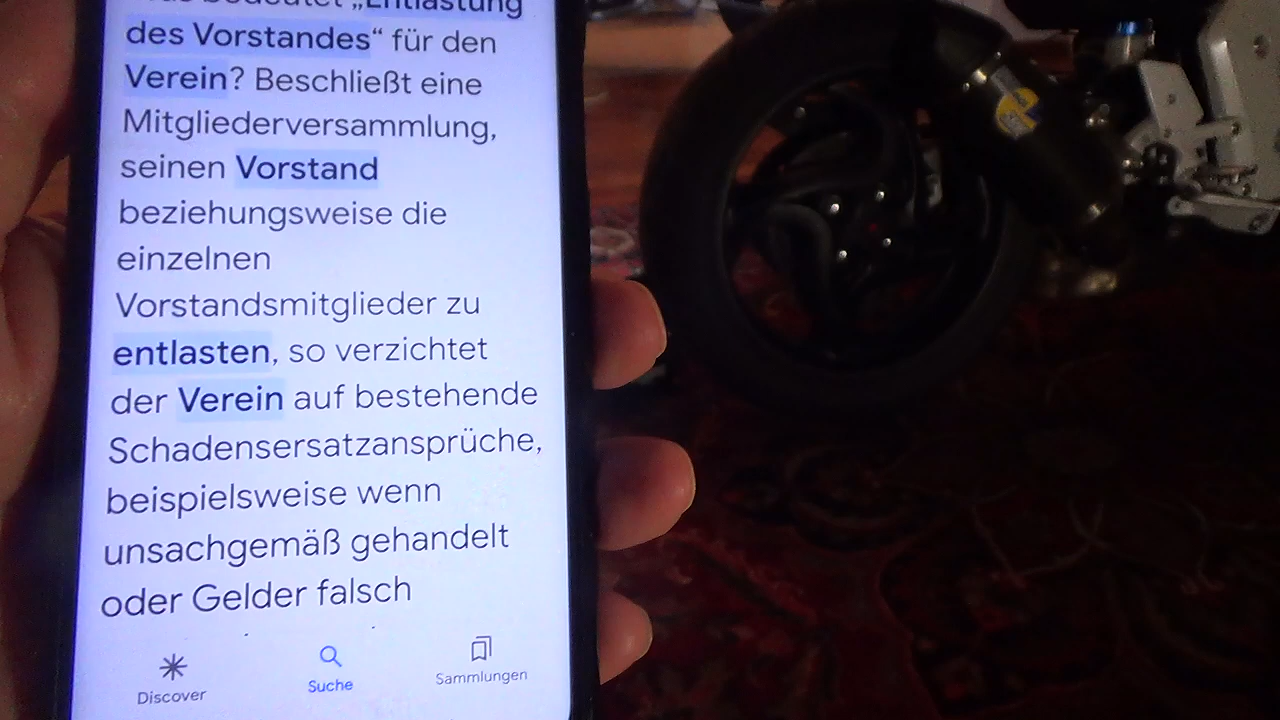 „Entlastung
des Vorstandes“ für den
Verein? Beschließt eine
Mitgliederversammlung,
seinen Vorstand
beziehungsweise die
einzelnen
Vorstandsmitglieder zu
entlasten, so verzichtet
der Verein auf bestehende
Schadensersatzansprüche,
beispielsweise wenn
unsachgemäß gehandelt
oder Gelder falsch
Discover
Suche
Sammlungen